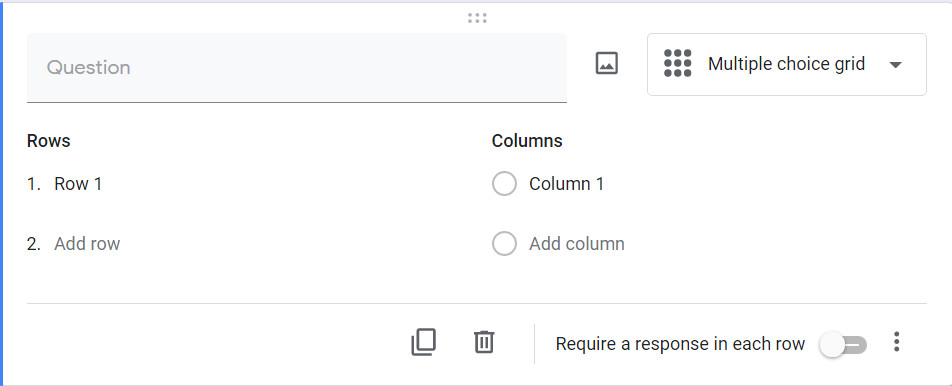 Question
Multiple choice grid
Rows
Columns
1. Row 1
Column 1
2. Add row
Add column
Require a response in each row